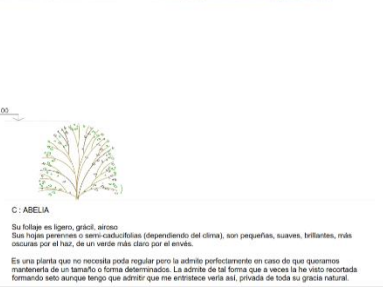 00
C : ABELIA
Su follaje es ligero, grácil, airoso
Sus hojas perennes o semi-caducifolias (dependiendo del clima), son pequeñas, suaves, brillantes, más
oscuras por el haz, de un verde más claro por el envés.
Es una planta que no necesita poda regular pero la admite perfectamente en caso de que queramos
mantenerla de un tamaño o forma determinados. La admite de tal forma que a veces la he visto recortada
formando seto aunque tengo que admitir que me entristece verla así, privada de toda su gracia natural.